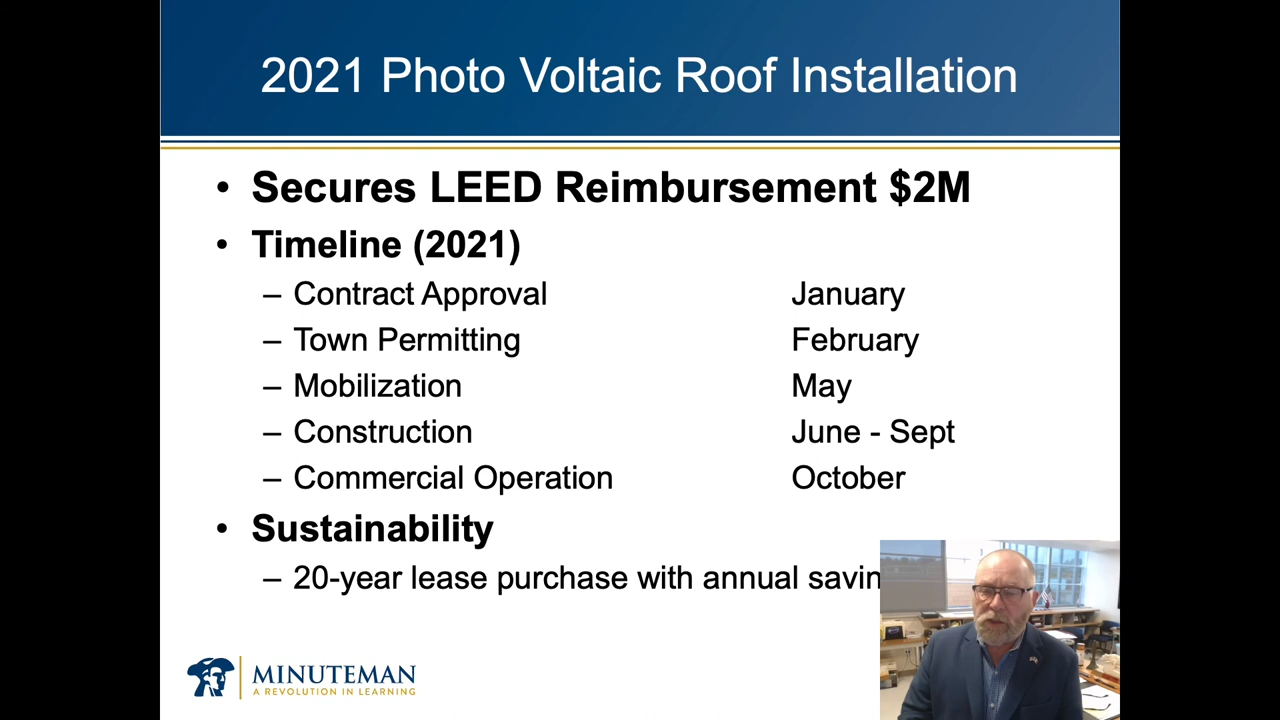 2021 Photo Voltaic Roof Installation
• Secures LEED Reimbursement $2M
• Timeline (2021)
– Contract Approval January
– Town Permitting February
– Mobilization May
– Construction June - Sept
– Commercial Operation October
• Sustainability
– 20-year lease purchase with annual
MINUTEMAN
A REVOLUTION IN LEARNING